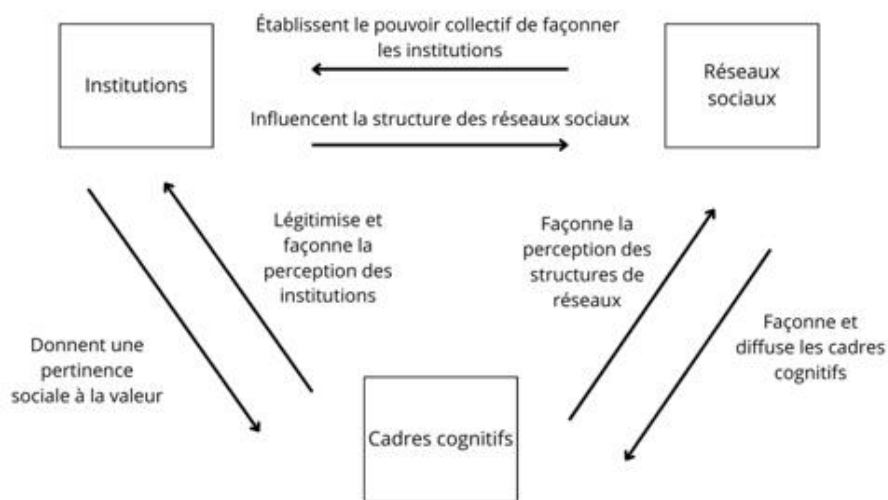 Établissent le pouvoir collectif de façonner
les institutions
Institutions
Réseaux
sociaux
Influencent la structure des réseaux sociaux
Légitimise et
façonne la
perception des
institutions
Façonne la
perception des
structures de
réseaux
Donnent une
pertinence
sociale à la valeur
Façonne et
diffuse les cadres
cognitifs
Cadres cognitifs